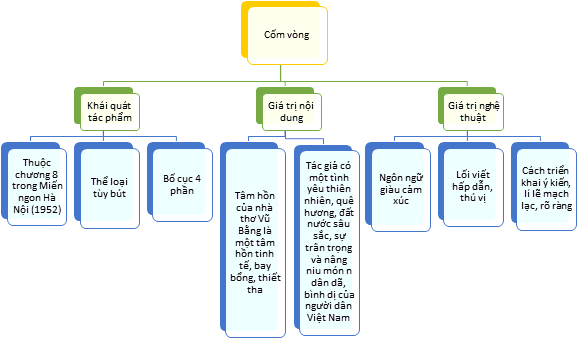 Cốm vòng
Khái quát
tác phẩm
Giá trị nội
dung
Giá trị nghệ
thuật
Thuộc
chương 8
trong Miến
ngon Hà
Nội (1952)
Thể loại
tùy bút
Bố cục 4
phần
Tâm hồn
của nhà
thơ Vũ
Bằng là một
tâm hồn
tinh tế, bay
bổng, thiết
tha
Tác giả có
một tình
yêu thiên
nhiên, quê
hương, đất
nước sâu
sắc, sự
trân trọng
và nâng
niu món n
dân dã,
bình dị của
người dân
Việt Nam
Ngôn ngữ
giàu cảm
xúc
Lối viết
hấp dẫn,
thú vị
Cách triển
khai ý kiến,
lí lẽ mạch
lạc, rõ ràng